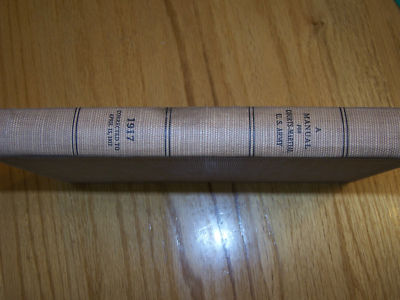 A
MANUAL
FOR
COURTS-MARTIAL
U. S. ARMY
1917
CORRECTED TO
APRIL 15, 1917